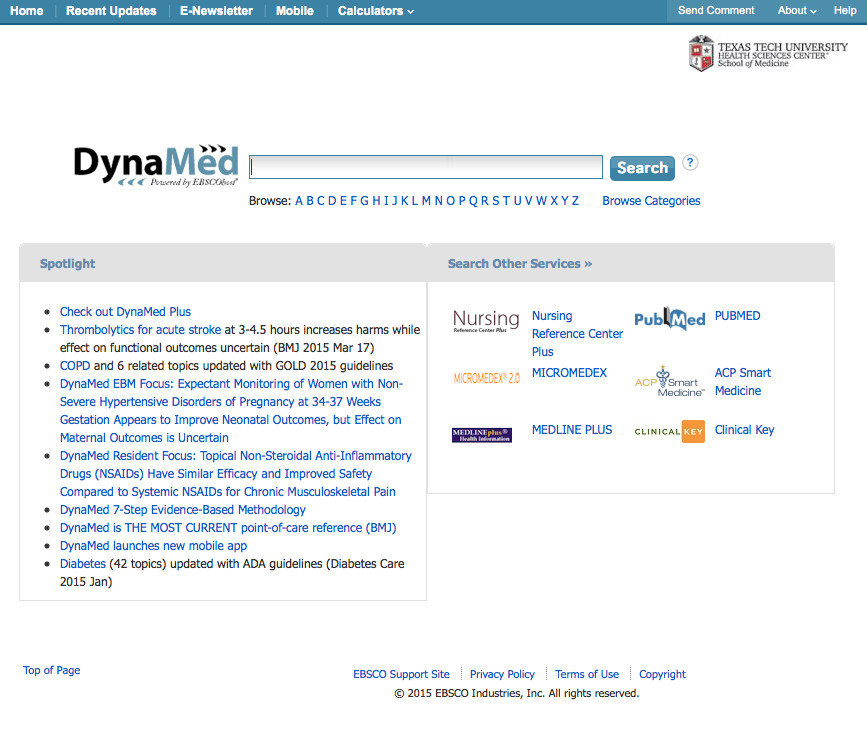 Home Recent Updates E-Newsletter Mobile Calculators Send Comment About Help
TEXAS TECH UNIVERSITY
HEALTH SCIENCES CENTER™
School of Medicine
DynaMed
Powered by EBSCOhost®
Search ?
Browse: A B C D E F G H I J K L M N O P Q R S T U V W X Y Z Browse Categories
Spotlight
Check out DynaMed Plus
Thrombolytics for acute stroke at 3-4.5 hours increases harms while
effect on functional outcomes uncertain (BMJ 2015 Mar 17)
COPD and 6 related topics updated with GOLD 2015 guidelines
DynaMed EBM Focus: Expectant Monitoring of Women with Non-
Severe Hypertensive Disorders of Pregnancy at 34-37 Weeks
Gestation Appears to Improve Neonatal Outcomes, but Effect on
Maternal Outcomes is Uncertain
DynaMed Resident Focus: Topical Non-Steroidal Anti-Inflammatory
Drugs (NSAIDs) Have Similar Efficacy and Improved Safety
Compared to Systemic NSAIDs for Chronic Musculoskeletal Pain
DynaMed 7-Step Evidence-Based Methodology
DynaMed is THE MOST CURRENT point-of-care reference (BMJ)
DynaMed launches new mobile app
Diabetes (42 topics) updated with ADA guidelines (Diabetes Care
2015 Jan)
Search Other Services »
Nursing
Reference Center Plus
Nursing
Reference Center
Plus
PubMed
PUBMED
MICROMEDEX® 2.0
MICROMEDEX
ACP Smart
Medicine™
ACP Smart
Medicine
MEDLINEplus®
Health Information
MEDLINE PLUS
CLINICALKEY
Clinical Key
Top of Page
EBSCO Support Site Privacy Policy Terms of Use Copyright
© 2015 EBSCO Industries, Inc. All rights reserved.